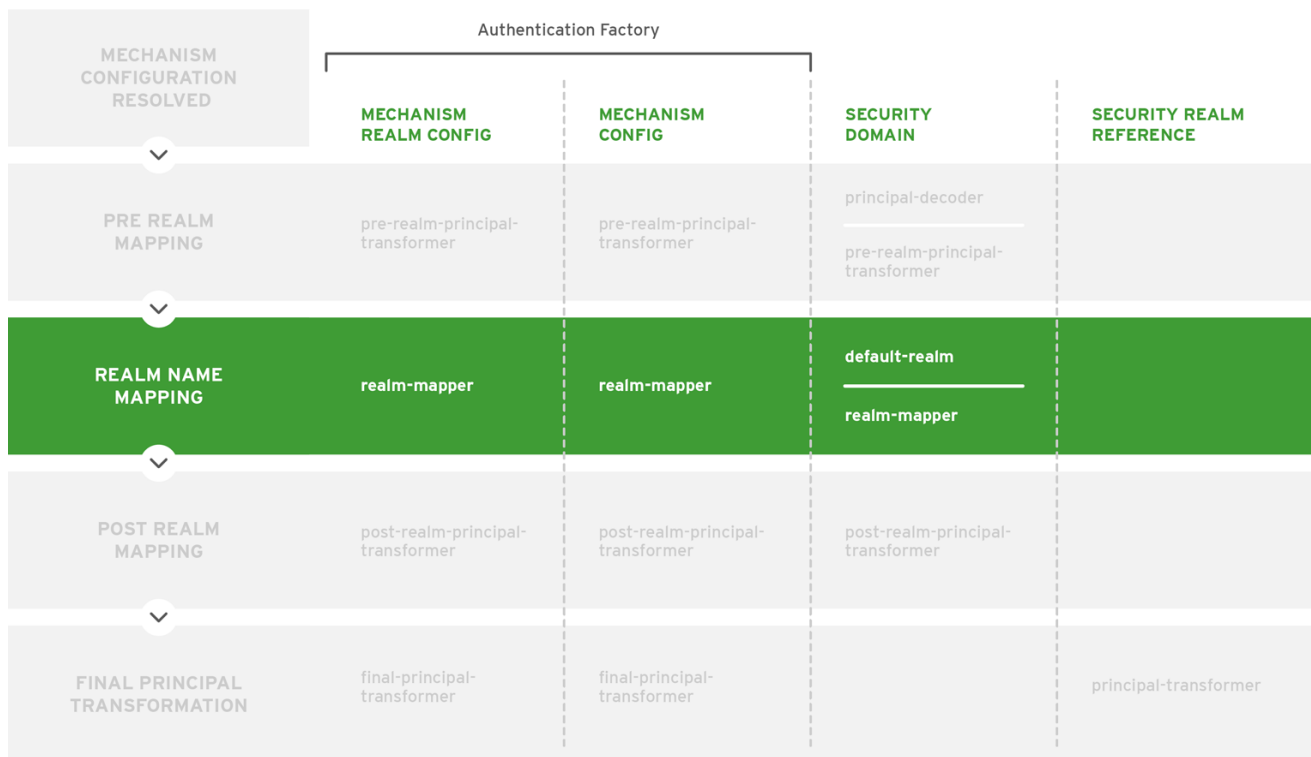 Authentication Factory
MECHANISM
CONFIGURATION
RESOLVED
MECHANISM
REALM CONFIG
MECHANISM
CONFIG
SECURITY
DOMAIN
SECURITY REALM
REFERENCE
PRE REALM
MAPPING
pre-realm-principal-
transformer
pre-realm-principal-
transformer
principal-decoder
pre-realm-principal-
transformer
REALM NAME
MAPPING
realm-mapper
realm-mapper
default-realm
realm-mapper
POST REALM
MAPPING
post-realm-principal-
transformer
post-realm-principal-
transformer
post-realm-principal-
transformer
FINAL PRINCIPAL
TRANSFORMATION
final-principal-
transformer
final-principal-
transformer
principal-transformer